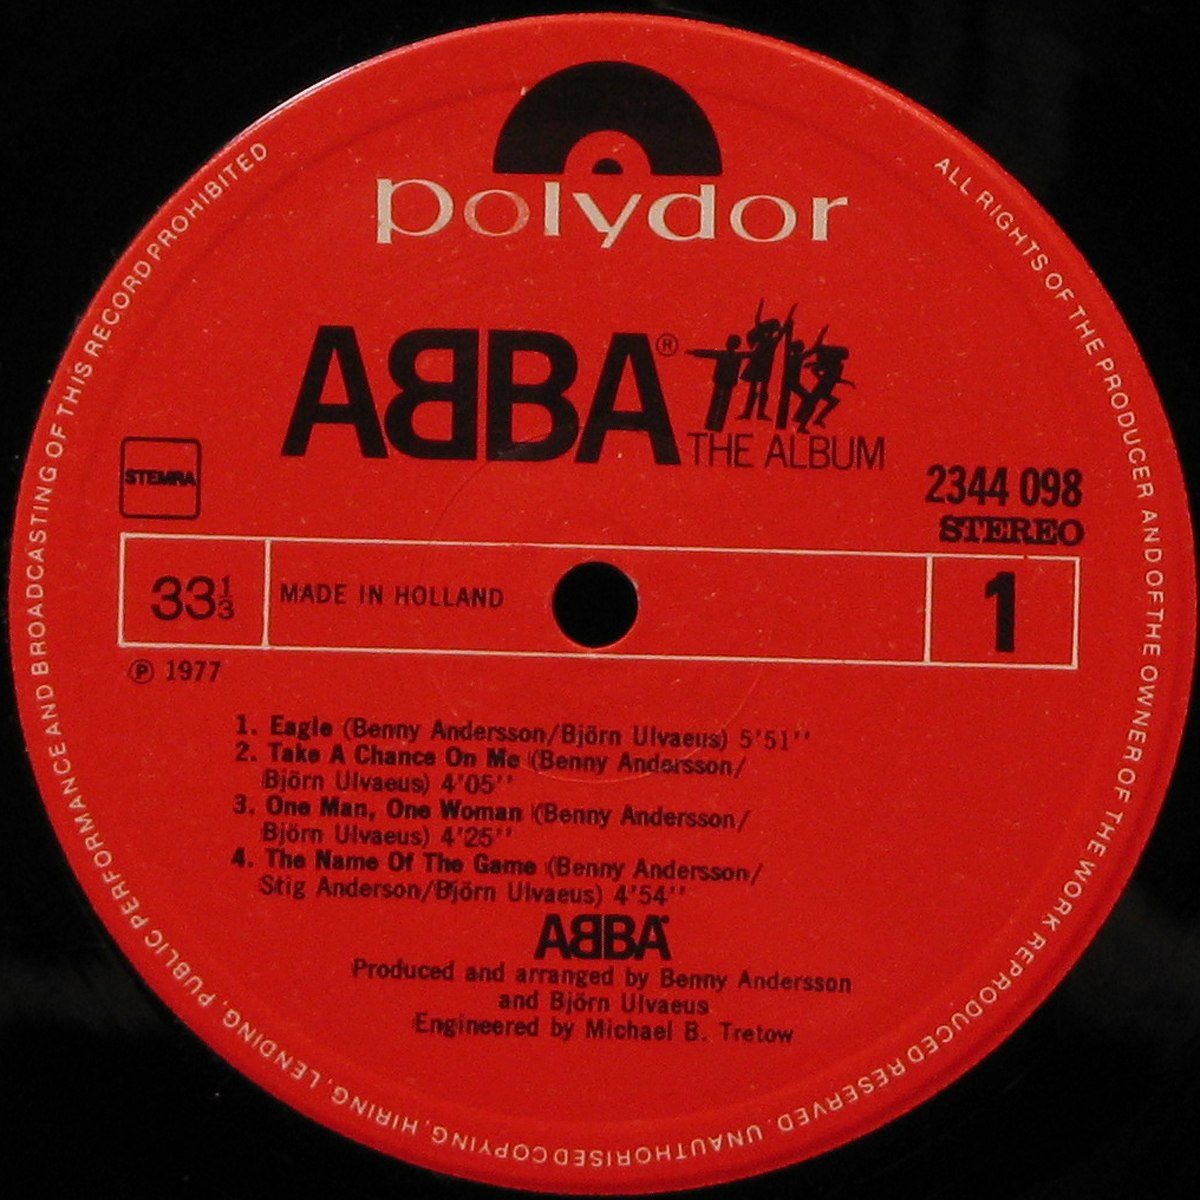 polydor
ABBA®
THE ALBUM
STEMRA
2344 098
STEREO
33 1/3
MADE IN HOLLAND
1
℗ 1977
1. Eagle (Benny Andersson/Björn Ulvaeus) 5'51''
2. Take A Chance On Me (Benny Andersson/
Björn Ulvaeus) 4'05''
3. One Man, One Woman (Benny Andersson/
Björn Ulvaeus) 4'25''
4. The Name Of The Game (Benny Andersson/
Stig Anderson/Björn Ulvaeus) 4'54''
ABBA
Produced and arranged by Benny Andersson
and Björn Ulvaeus
Engineered by Michael B. Tretow
ALL RIGHTS OF THE PRODUCER AND OF THE OWNER OF THE WORK REPRODUCED RESERVED. UNAUTHORISED COPYING, HIRING, LENDING, PUBLIC PERFORMANCE AND BROADCASTING OF THIS RECORD PROHIBITED